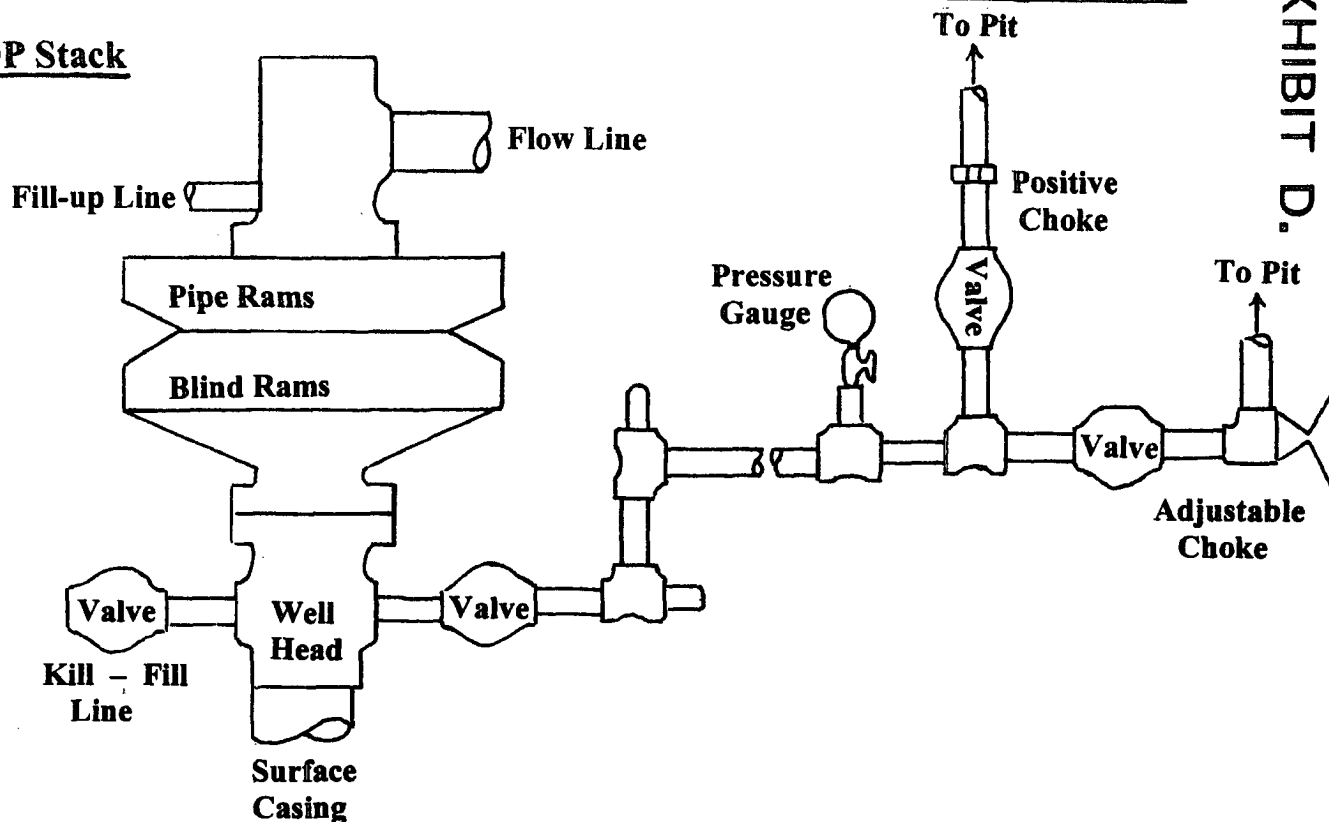 P Stack
To Pit
XHIBIT D.
Flow Line
Fill-up Line
Positive
Choke
Pipe Rams
Pressure
Gauge
Valve
To Pit
Blind Rams
Valve
Adjustable
Choke
Valve
Well
Head
Valve
Kill – Fill
Line
Surface
Casing